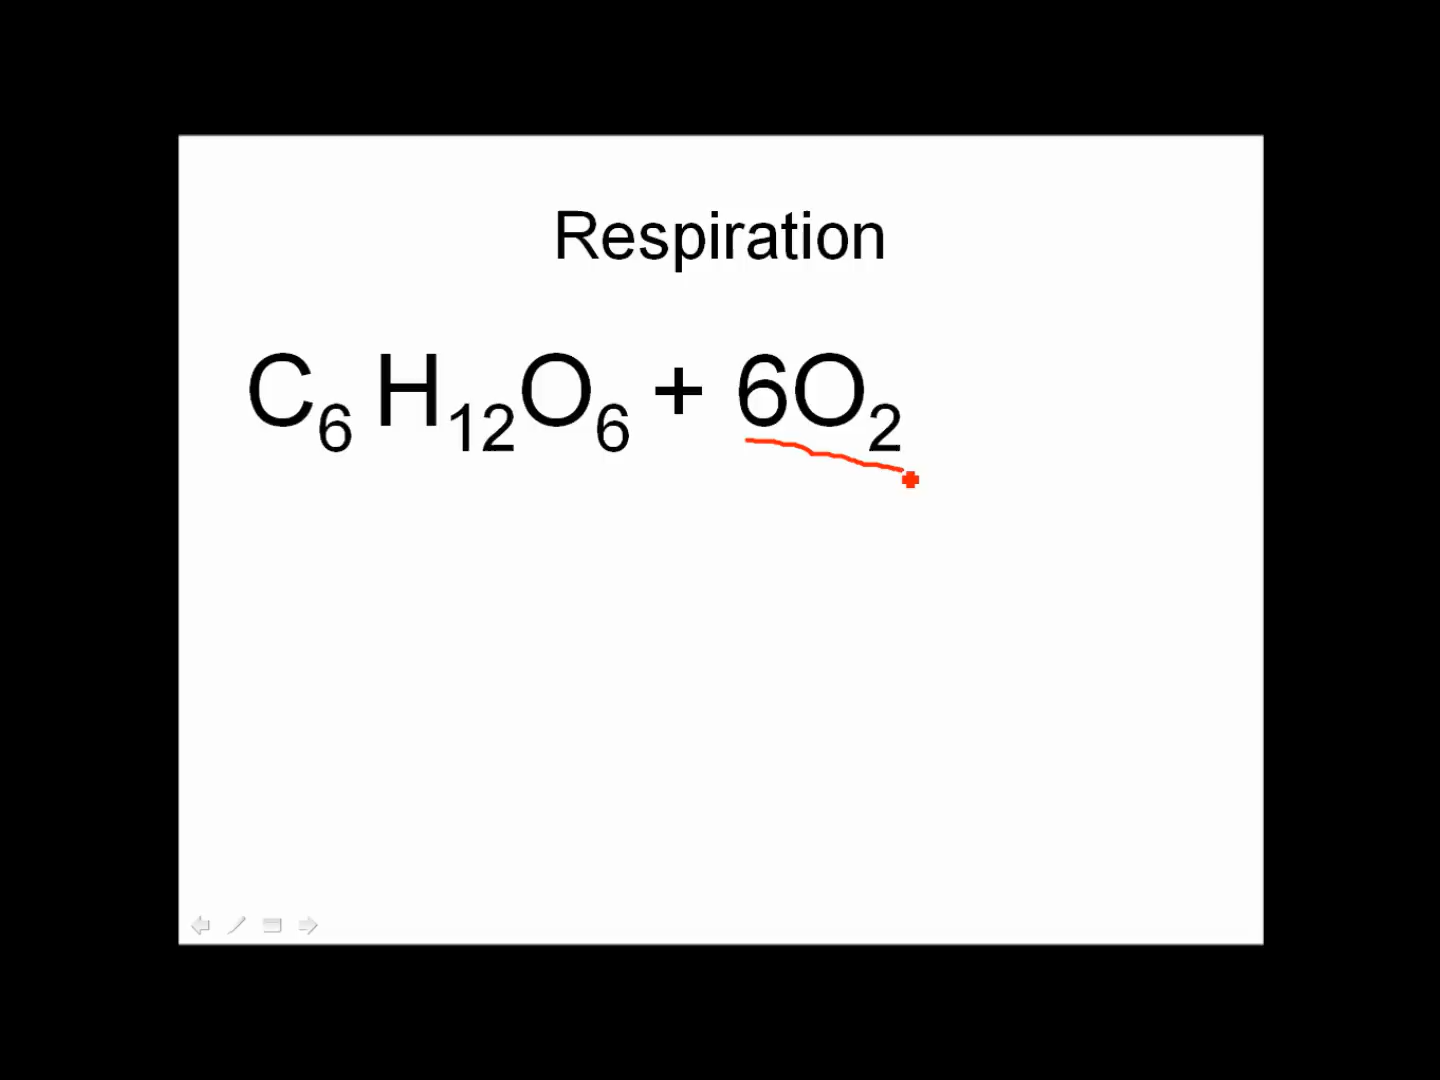 Respiration
C₆ H₁₂O₆ + 6O₂